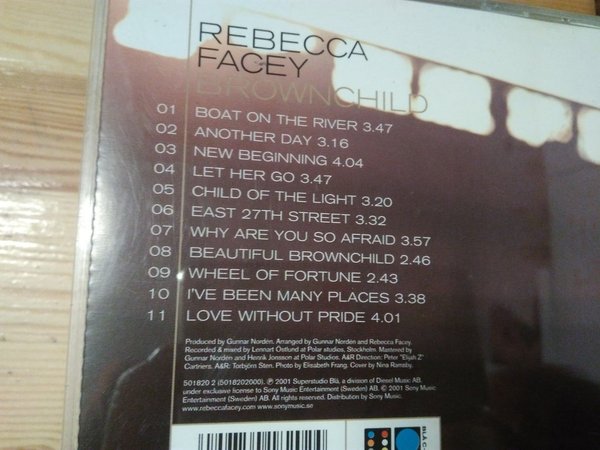 REBECCA
FACEY
BROWNCHILD
01 BOAT ON THE RIVER 3.47
02 ANOTHER DAY 3.16
03 NEW BEGINNING 4.04
04 LET HER GO 3.47
05 CHILD OF THE LIGHT 3.20
06 EAST 27TH STREET 3.32
07 WHY ARE YOU SO AFRAID 3.57
08 BEAUTIFUL BROWNCHILD 2.46
09 WHEEL OF FORTUNE 2.43
10 I'VE BEEN MANY PLACES 3.38
11 LOVE WITHOUT PRIDE 4.01
Produced by Gunnar Nordén. Arranged by Gunnar Nordén and Rebecca Facey.
Recorded & mixed by Lennart Östlund at Polar studios, Stockholm. Mastered by
Gunnar Nordén and Henrik Jonsson at Polar Studios. A&R Direction: Peter "Elijah Z"
Cartriers. A&R: Torbjörn Sten. Photo by Elisabeth Frang. Cover by Nina Ramsby.
501820 2 (5018202000). ℗ 2001 Superstudio Blå, a division of Diesel Music AB.
under exclusive license to Sony Music Entertainment (Sweden) AB. © 2001 Sony Music
Entertainment (Sweden) AB. All rights reserved. Distribution by Sony Music.
www.rebeccafacey.com www.sonymusic.se
BLÅ